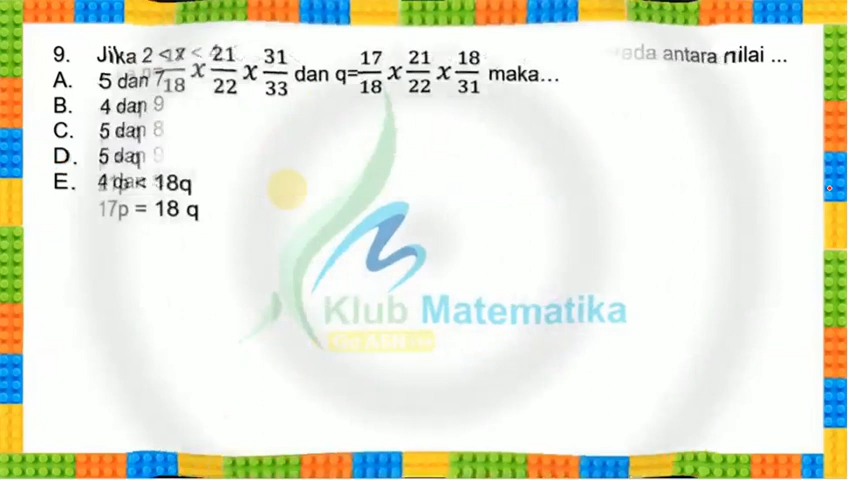 9. Jika 2 < x < 4 ada antara nilai ...
17/18 x 21/22 x 31/33 dan q=17/18 x 21/22 x 18/31 maka...
A. 5 dan 7
B. 4 dan 9
C. 5 dan 8
D. 5 dan 9
E. < 18q
17p = 18 q
Klub Matematika